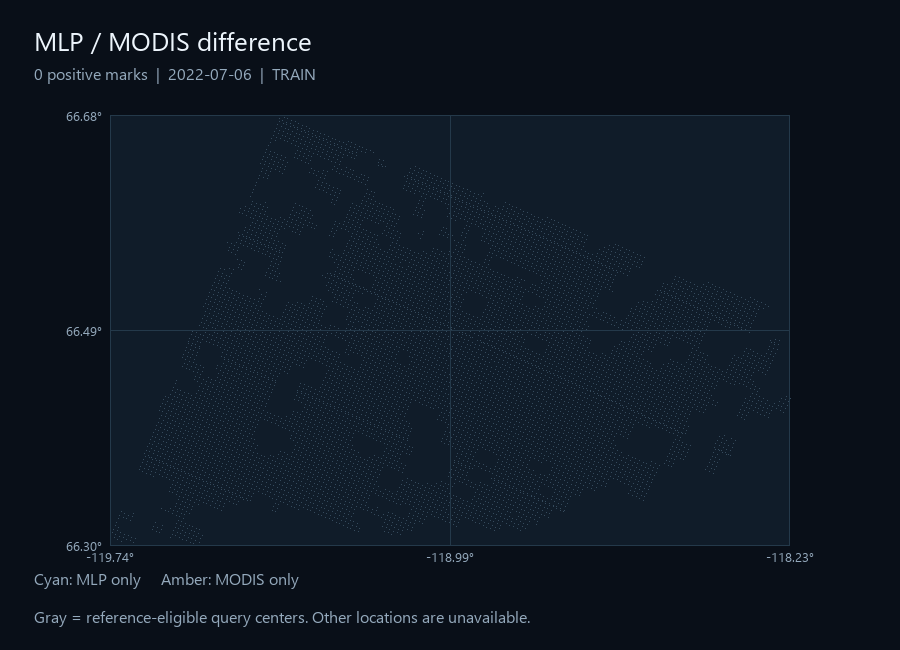 MLP / MODIS difference
0 positive marks | 2022-07-06 | TRAIN
66.68°
66.49°
66.30°
-119.74° -118.99° -118.23°
Cyan: MLP only Amber: MODIS only
Gray = reference-eligible query centers. Other locations are unavailable.